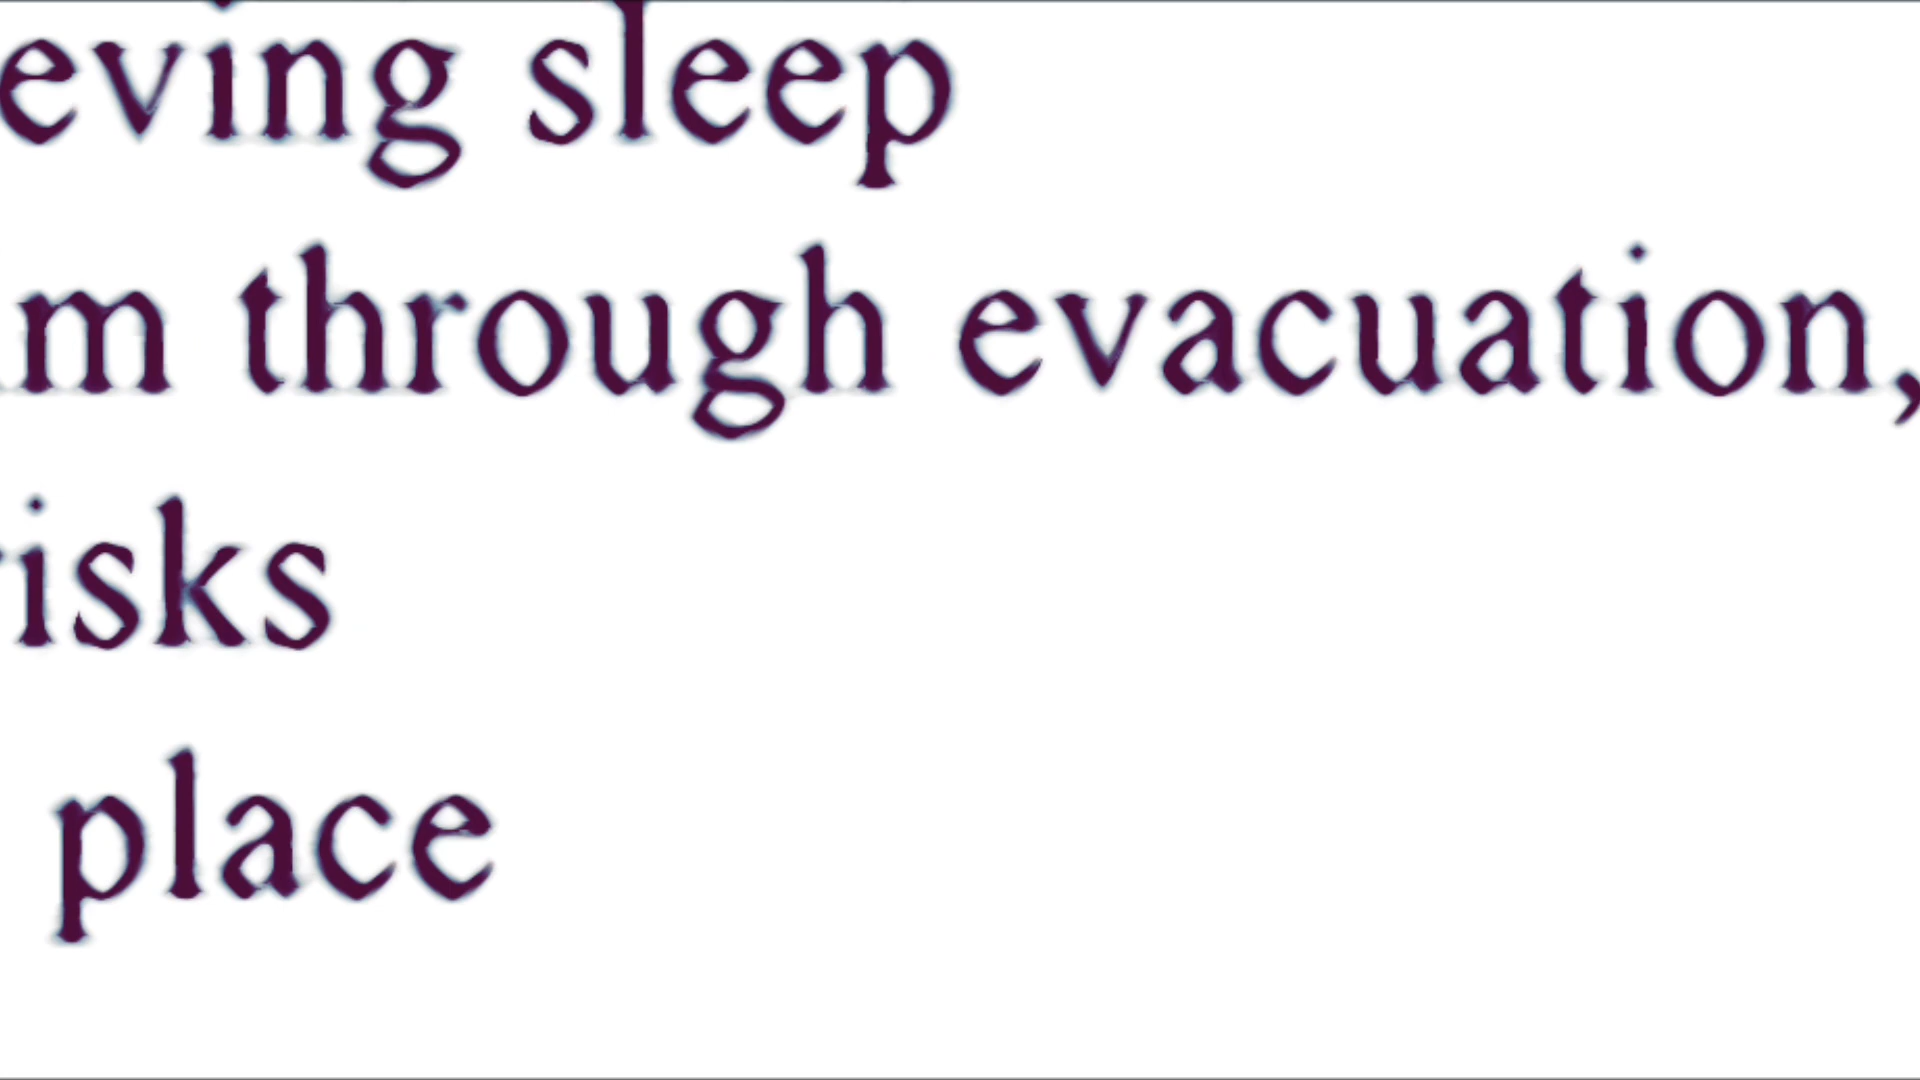 eving sleep
m through evacuation,
isks
place